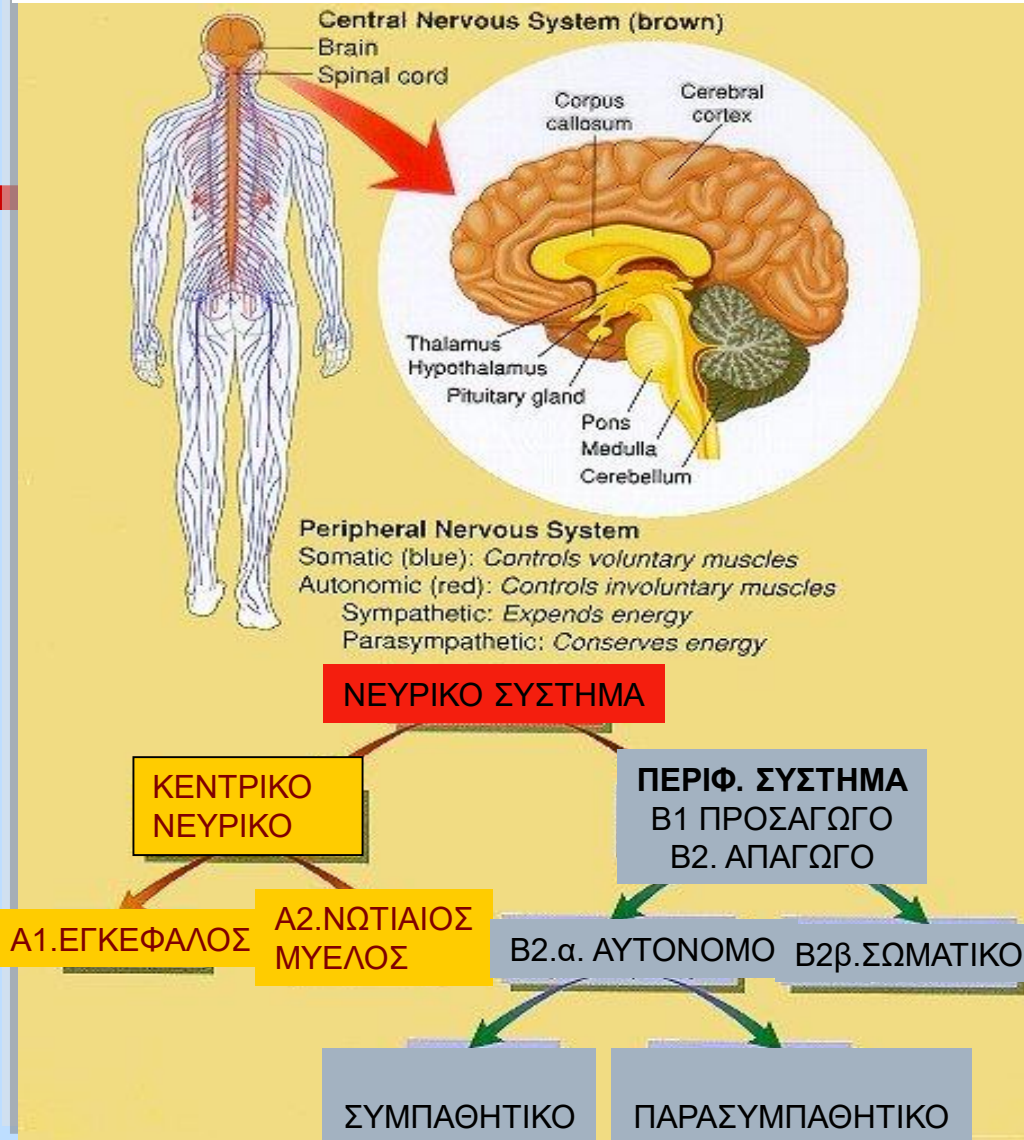 Central Nervous System (brown)
Brain
Spinal cord
Corpus
callosum
Cerebral
cortex
Thalamus
Hypothalamus
Pituitary gland
Pons
Medulla
Cerebellum
Peripheral Nervous System
Somatic (blue): Controls voluntary muscles
Autonomic (red): Controls involuntary muscles
Sympathetic: Expends energy
Parasympathetic: Conserves energy
ΝΕΥΡΙΚΟ ΣΥΣΤΗΜΑ
ΚΕΝΤΡΙΚΟ
ΝΕΥΡΙΚΟ
ΠΕΡΙΦ. ΣΥΣΤΗΜΑ
Β1 ΠΡΟΣΑΓΩΓΟ
Β2. ΑΠΑΓΩΓΟ
Α1.ΕΓΚΕΦΑΛΟΣ
Α2.ΝΩΤΙΑΙΟΣ
ΜΥΕΛΟΣ
Β2.α. ΑΥΤΟΝΟΜΟ
Β2β.ΣΩΜΑΤΙΚΟ
ΣΥΜΠΑΘΗΤΙΚΟ
ΠΑΡΑΣΥΜΠΑΘΗΤΙΚΟ